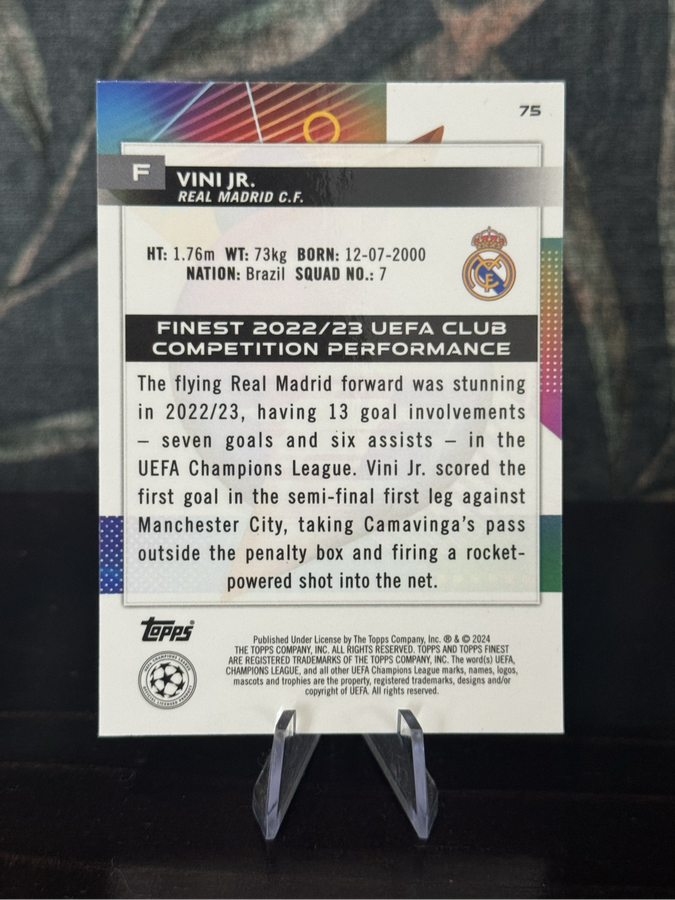 75
F
VINI JR.
REAL MADRID C.F.
HT: 1.76m WT: 73kg BORN: 12-07-2000
NATION: Brazil SQUAD NO.: 7
FINEST 2022/23 UEFA CLUB
COMPETITION PERFORMANCE
The flying Real Madrid forward was stunning
in 2022/23, having 13 goal involvements
– seven goals and six assists – in the
UEFA Champions League. Vini Jr. scored the
first goal in the semi-final first leg against
Manchester City, taking Camavinga's pass
outside the penalty box and firing a rocket-
powered shot into the net.
Topps®
Published Under License by The Topps Company, Inc. ® & © 2024
THE TOPPS COMPANY, INC. ALL RIGHTS RESERVED. TOPPS AND TOPPS FINEST
ARE REGISTERED TRADEMARKS OF THE TOPPS COMPANY, INC. The word(s) UEFA,
CHAMPIONS LEAGUE, and all other UEFA Champions League marks, names, logos,
mascots and trophies are the property, registered trademarks, designs and/or
copyright of UEFA. All rights reserved.